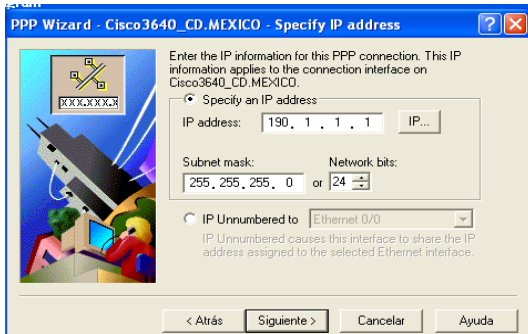 gram
PPP Wizard - Cisco3640_CD.MEXICO - Specify IP address
Enter the IP information for this PPP connection. This IP
information applies to the connection interface on
Cisco3640_CD.MEXICO.
XXX.XXX.X
Specify an IP address
IP address: 190 . 1 . 1 . 1 IP...
Subnet mask: Network bits:
255 . 255 . 255 . 0 or 24
IP Unnumbered to Ethernet 0/0
IP Unnumbered causes this interface to share the IP
address assigned to the selected Ethernet interface.
< Atrás Siguiente > Cancelar Ayuda